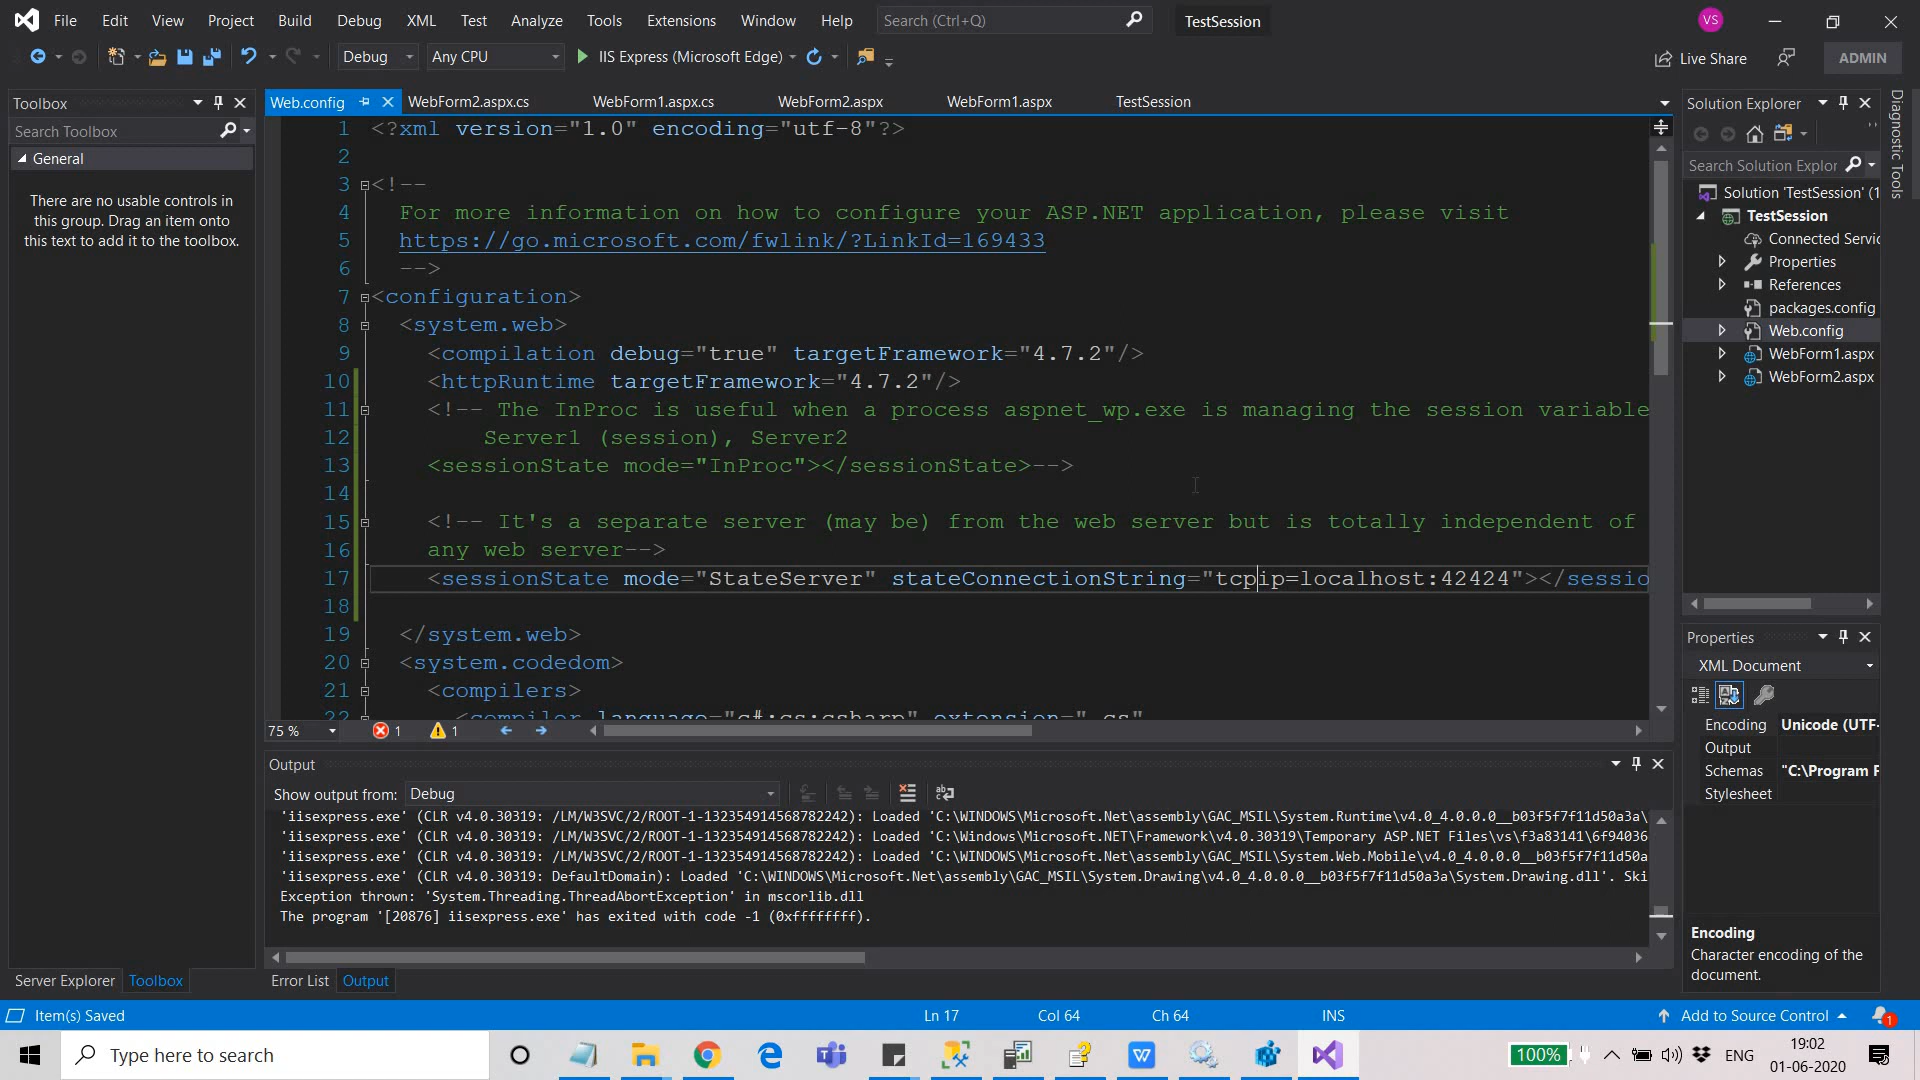 File Edit View Project Build Debug XML Test Analyze Tools Extensions Window Help Search (Ctrl+Q) TestSession VS
Debug Any CPU IIS Express (Microsoft Edge) Live Share ADMIN
Toolbox
Search Toolbox
General
There are no usable controls in
this group. Drag an item onto
this text to add it to the toolbox.
Server Explorer Toolbox
Web.config WebForm2.aspx.cs WebForm1.aspx.cs WebForm2.aspx WebForm1.aspx TestSession
1 <?xml version="1.0" encoding="utf-8"?>
2
3 <!--
4 For more information on how to configure your ASP.NET application, please visit
5 https://go.microsoft.com/fwlink/?LinkId=169433
6 -->
7 <configuration>
8 <system.web>
9 <compilation debug="true" targetFramework="4.7.2"/>
10 <httpRuntime targetFramework="4.7.2"/>
11 <!-- The InProc is useful when a process aspnet_wp.exe is managing the session variable
12 Server1 (session), Server2
13 <sessionState mode="InProc"></sessionState>-->
14
15 <!-- It's a separate server (may be) from the web server but is totally independent of
16 any web server-->
17 <sessionState mode="StateServer" stateConnectionString="tcpip=localhost:42424"></sessio
18
19 </system.web>
20 <system.codedom>
21 <compilers>
22 <compiler language="c#;cs;csharp" extension=".cs"
75 % 1 1
Output
Show output from: Debug
'iisexpress.exe' (CLR v4.0.30319: /LM/W3SVC/2/ROOT-1-132354914568782242): Loaded 'C:\WINDOWS\Microsoft.Net\assembly\GAC_MSIL\System.Runtime\v4.0_4.0.0.0__b03f5f7f11d50a3a\
'iisexpress.exe' (CLR v4.0.30319: /LM/W3SVC/2/ROOT-1-132354914568782242): Loaded 'C:\Windows\Microsoft.NET\Framework\v4.0.30319\Temporary ASP.NET Files\vs\f3a83141\6f94036
'iisexpress.exe' (CLR v4.0.30319: /LM/W3SVC/2/ROOT-1-132354914568782242): Loaded 'C:\WINDOWS\Microsoft.Net\assembly\GAC_MSIL\System.Web.Mobile\v4.0_4.0.0.0__b03f5f7f11d50a
'iisexpress.exe' (CLR v4.0.30319: DefaultDomain): Loaded 'C:\WINDOWS\Microsoft.Net\assembly\GAC_MSIL\System.Drawing\v4.0_4.0.0.0__b03f5f7f11d50a3a\System.Drawing.dll'. Ski
Exception thrown: 'System.Threading.ThreadAbortException' in mscorlib.dll
The program '[20876] iisexpress.exe' has exited with code -1 (0xffffffff).
Error List Output
Solution Explorer
Search Solution Explor
Solution 'TestSession' (1
TestSession
Connected Servic
Properties
References
packages.config
Web.config
WebForm1.aspx
WebForm2.aspx
Diagnostic Tools
Properties
XML Document
Encoding Unicode (UTF-
Output
Schemas "C:\Program F
Stylesheet
Encoding
Character encoding of the
document.
Item(s) Saved Ln 17 Col 64 Ch 64 INS Add to Source Control 1
Type here to search 100% ENG 19:02
01-06-2020